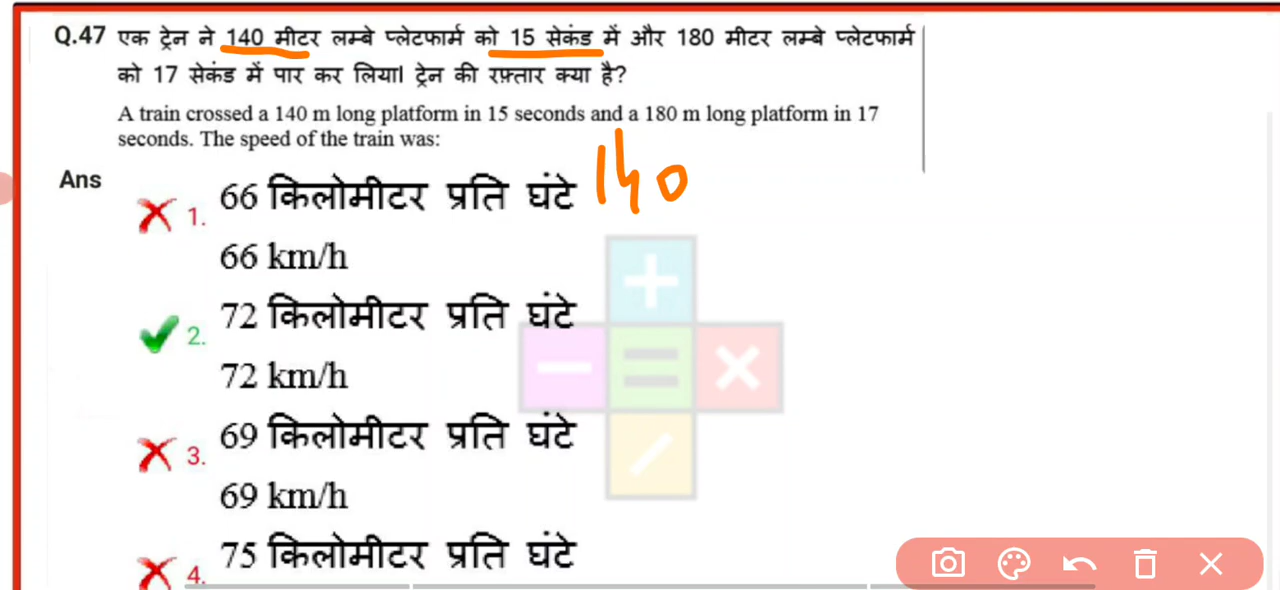 Q.47 एक ट्रेन ने 140 मीटर लम्बे प्लेटफार्म को 15 सेकंड में और 180 मीटर लम्बे प्लेटफार्म
को 17 सेकंड में पार कर लिया। ट्रेन की रफ़्तार क्या है?
A train crossed a 140 m long platform in 15 seconds and a 180 m long platform in 17
seconds. The speed of the train was:
140
Ans
1. 66 किलोमीटर प्रति घंटे
66 km/h
2. 72 किलोमीटर प्रति घंटे
72 km/h
3. 69 किलोमीटर प्रति घंटे
69 km/h
4. 75 किलोमीटर प्रति घंटे